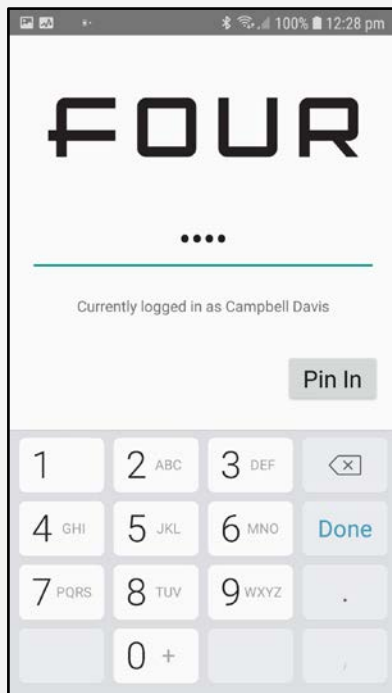 100% 12:28 pm
FOUR
••••
Currently logged in as Campbell Davis
Pin In
1 2 ABC 3 DEF
4 GHI 5 JKL 6 MNO Done
7 PQRS 8 TUV 9 WXYZ .
0 + ,